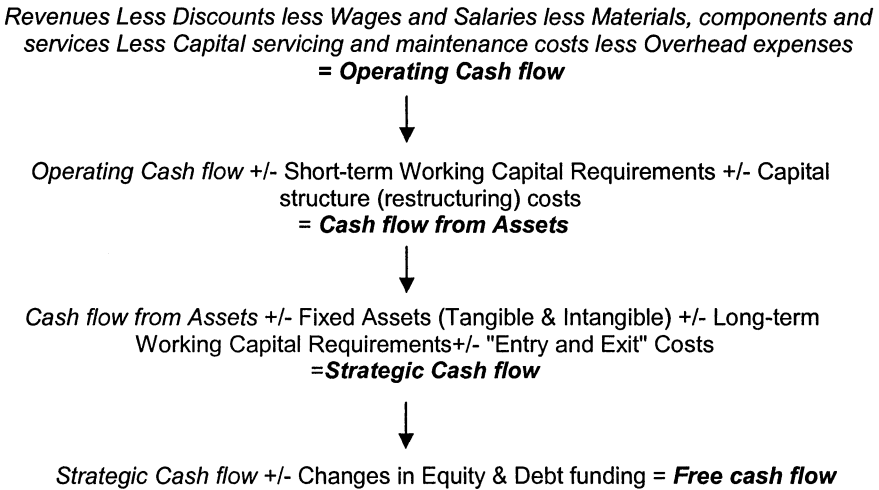 Revenues Less Discounts less Wages and Salaries less Materials, components and
services Less Capital servicing and maintenance costs less Overhead expenses
= Operating Cash flow
Operating Cash flow +/- Short-term Working Capital Requirements +/- Capital
structure (restructuring) costs
= Cash flow from Assets
Cash flow from Assets +/- Fixed Assets (Tangible & Intangible) +/- Long-term
Working Capital Requirements+/- "Entry and Exit" Costs
=Strategic Cash flow
Strategic Cash flow +/- Changes in Equity & Debt funding = Free cash flow